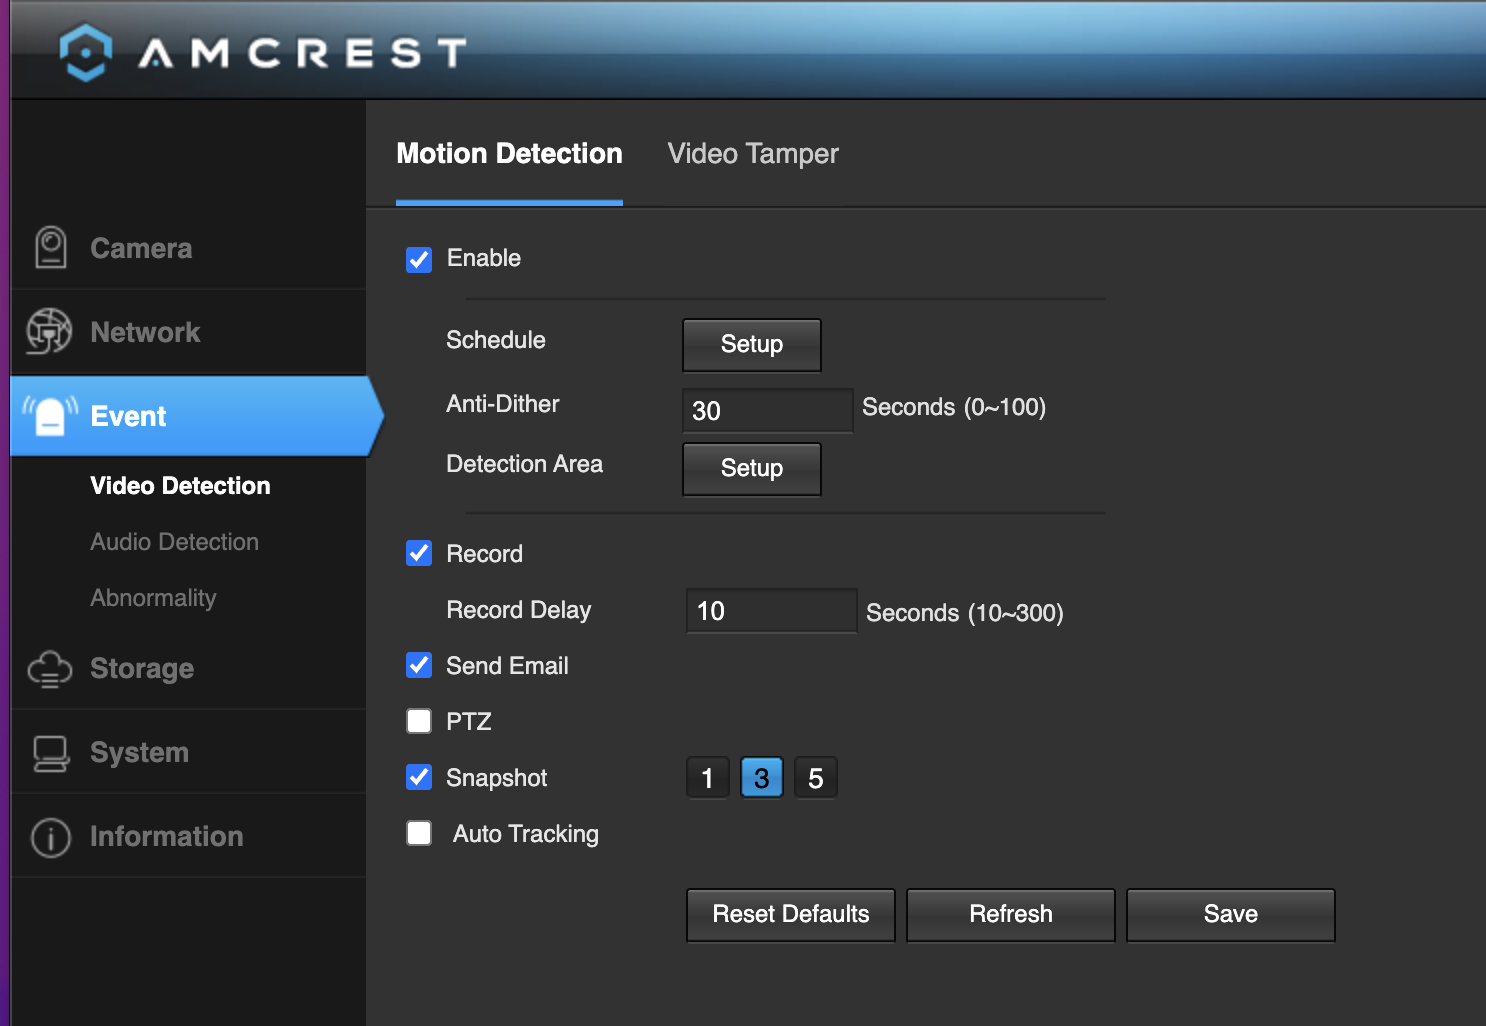 AMCREST
Motion Detection Video Tamper
Camera
Network
Event
Video Detection
Audio Detection
Abnormality
Storage
System
Information
Enable
Schedule Setup
Anti-Dither 30 Seconds (0~100)
Detection Area Setup
Record
Record Delay 10 Seconds (10~300)
Send Email
PTZ
Snapshot 1 3 5
Auto Tracking
Reset Defaults Refresh Save